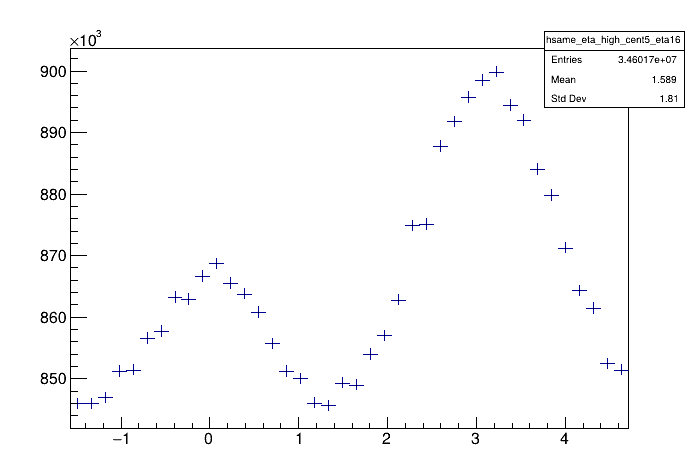 ×10³
hsame_eta_high_cent5_eta16
Entries 3.46017e+07
Mean 1.589
Std Dev 1.81
900
890
880
870
860
850
−1 0 1 2 3 4